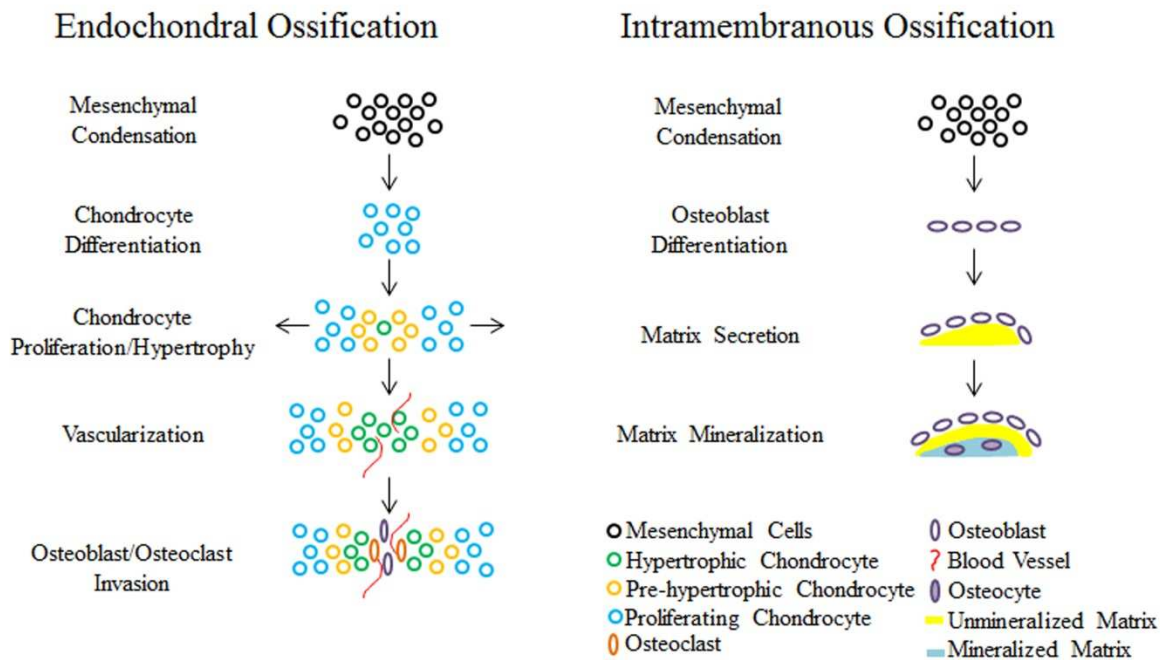 Endochondral Ossification
Mesenchymal
Condensation
Chondrocyte
Differentiation
Chondrocyte
Proliferation/Hypertrophy
Vascularization
Osteoblast/Osteoclast
Invasion
Intramembranous Ossification
Mesenchymal
Condensation
Osteoblast
Differentiation
Matrix Secretion
Matrix Mineralization
Mesenchymal Cells
Hypertrophic Chondrocyte
Pre-hypertrophic Chondrocyte
Proliferating Chondrocyte
Osteoclast
Osteoblast
Blood Vessel
Osteocyte
Unmineralized Matrix
Mineralized Matrix